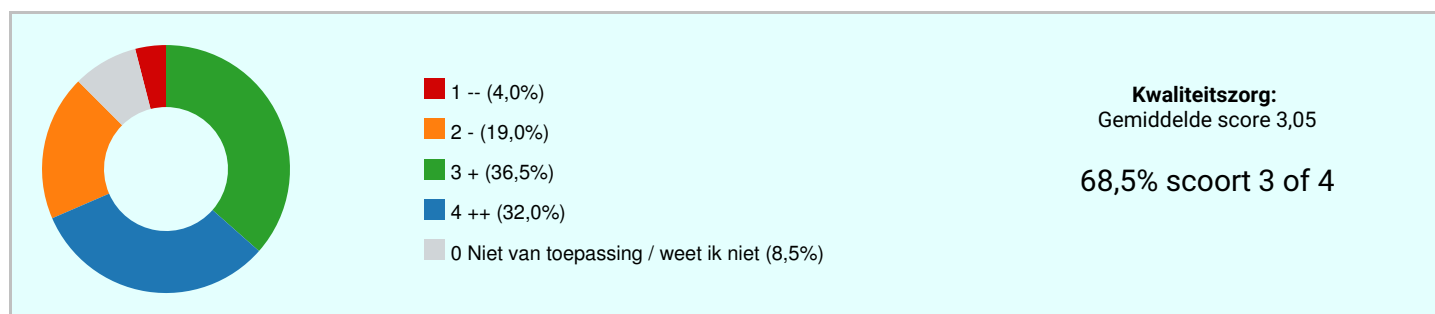 1 -- (4,0%)
2 - (19,0%)
3 + (36,5%)
4 ++ (32,0%)
0 Niet van toepassing / weet ik niet (8,5%)
Kwaliteitszorg:
Gemiddelde score 3,05
68,5% scoort 3 of 4